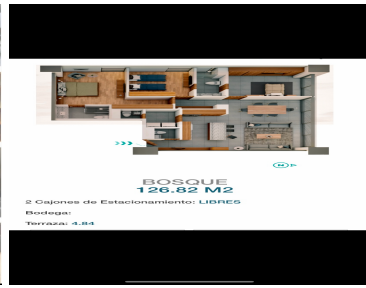 BOSQUE
126.82 M2
2 Cajones de Estacionamiento: LIBRES
Bodega:
Terraza: 4.84